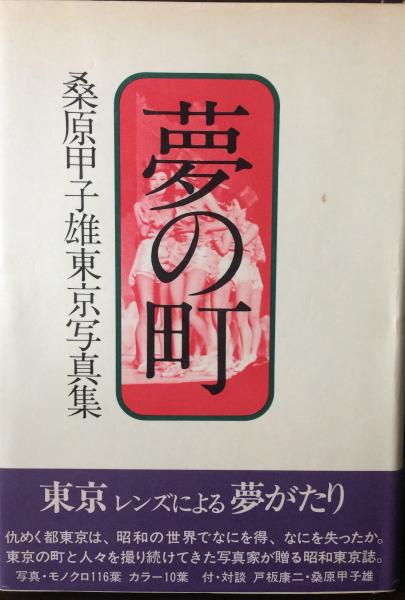 夢の町
桑原甲子雄東京写真集
東京 レンズによる 夢がたり
仇めく都東京は、昭和の世界でなにを得、なにを失ったか。
東京の町と人々を撮り続けてきた写真家が贈る昭和東京誌。
写真・モノクロ116葉 カラー10葉 付・対談 戸板康二・桑原甲子雄